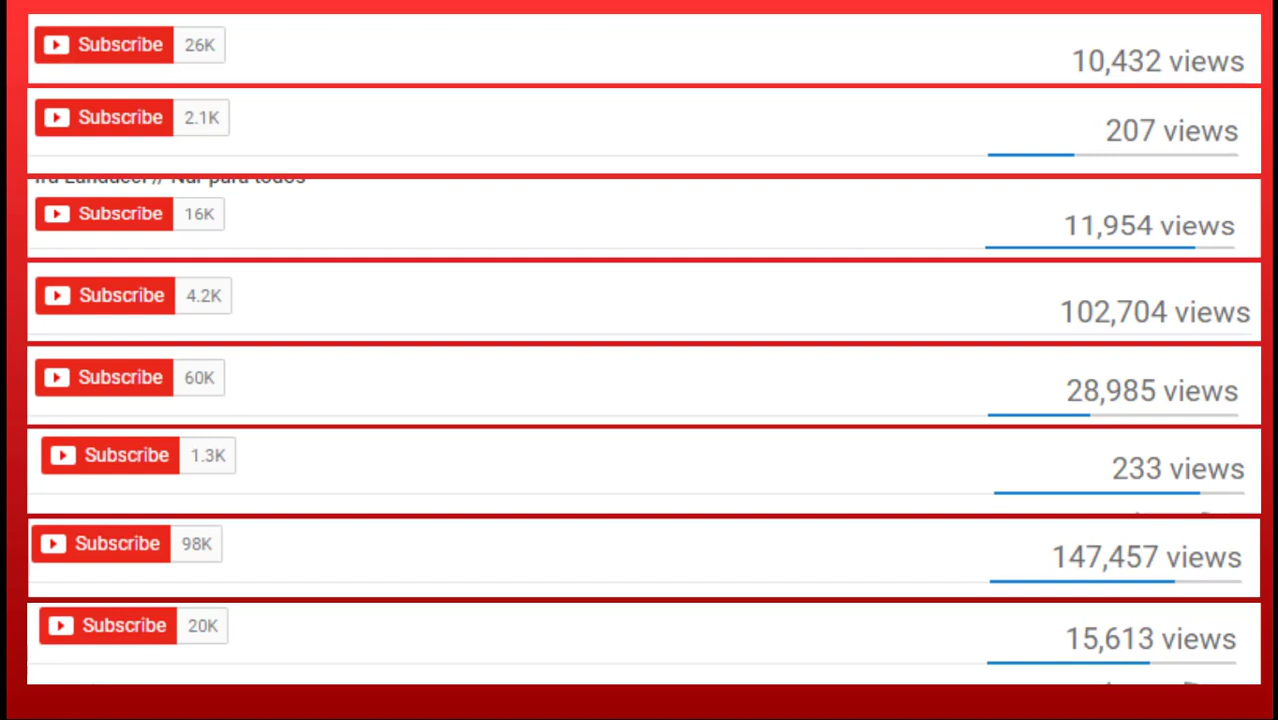 Subscribe 26K
10,432 views
Subscribe 2.1K
207 views
para todos
Subscribe 16K
11,954 views
Subscribe 4.2K
102,704 views
Subscribe 60K
28,985 views
Subscribe 1.3K
233 views
Subscribe 98K
147,457 views
Subscribe 20K
15,613 views